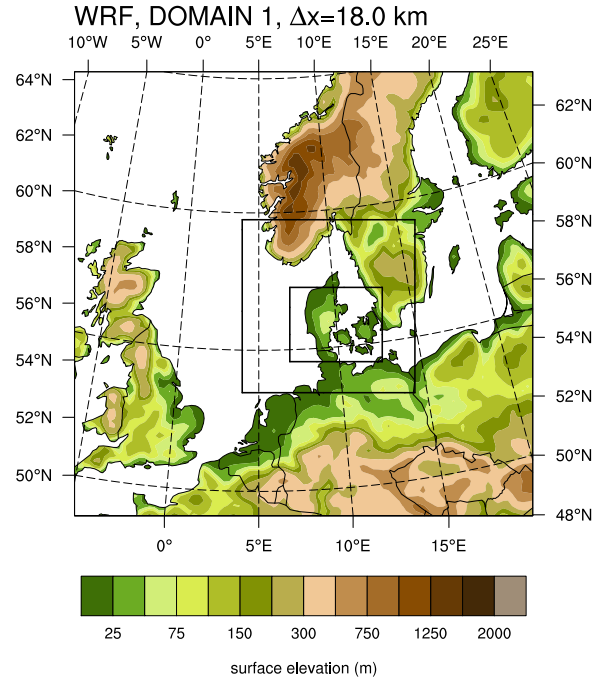 WRF, DOMAIN 1, Δx=18.0 km
10°W 5°W 0°E 5°E 10°E 15°E 20°E 25°E
64°N
62°N
62°N
60°N
60°N
58°N
58°N
56°N
56°N
54°N
54°N
52°N
52°N
50°N
50°N
48°N
0° 5°E 10°E 15°E
25 75 150 300 750 1250 2000
surface elevation (m)